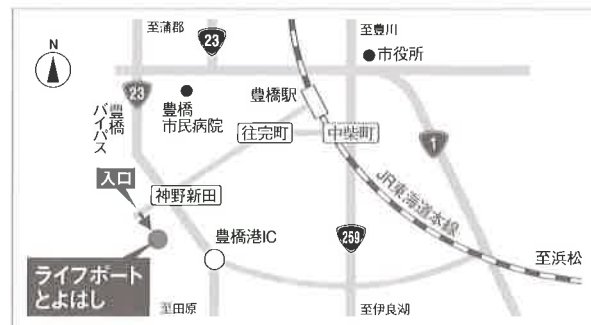 至蒲郡
23
至豊川
市役所
N
23
豊橋
バイパス
豊橋
市民病院
豊橋駅
往完町
中柴町
1
入口
神野新田
JR東海道本線
豊橋港IC
259
至浜松
ライフポート
とよはし
至田原
至伊良湖